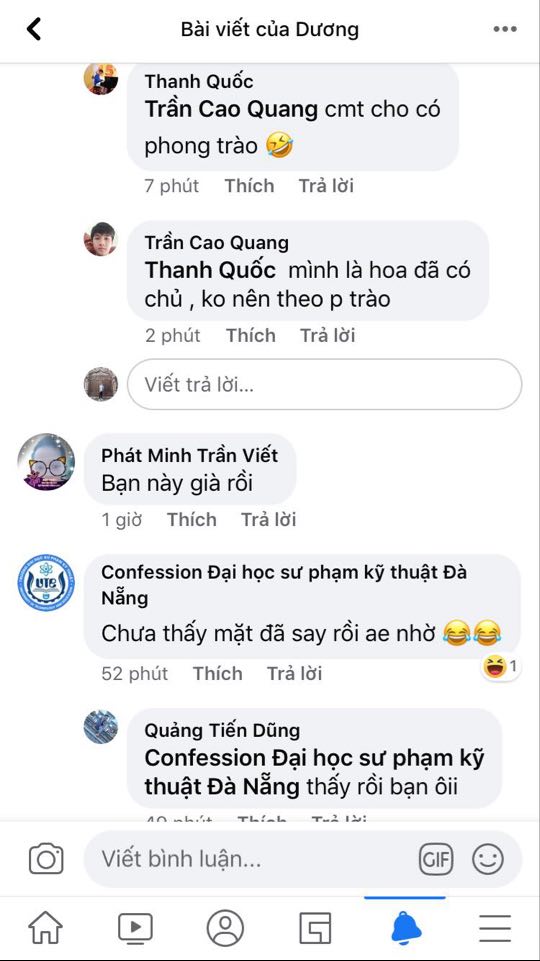 Bài viết của Dương
Thanh Quốc
Trần Cao Quang cmt cho có
phong trào 🤣
7 phút Thích Trả lời
Trần Cao Quang
Thanh Quốc mình là hoa đã có
chủ , ko nên theo p trào
2 phút Thích Trả lời
Viết trả lời...
Phát Minh Trần Viết
Bạn này già rồi
1 giờ Thích Trả lời
Confession Đại học sư phạm kỹ thuật Đà
Nẵng
Chưa thấy mặt đã say rồi ae nhờ 😂😂
52 phút Thích Trả lời
1
Quảng Tiến Dũng
Confession Đại học sư phạm kỹ
thuật Đà Nẵng thấy rồi bạn ôii
49 phút Thích Trả lời
Viết bình luận...
GIF